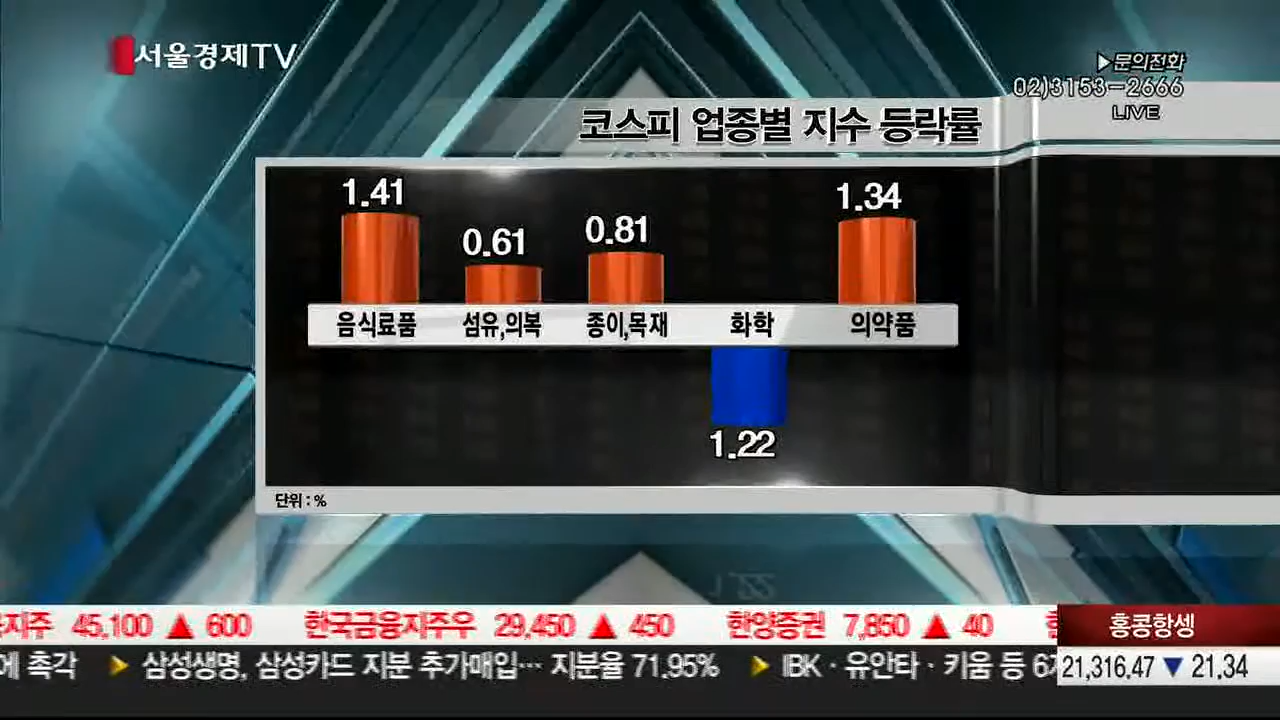 서울경제TV
▶문의전화
02)3153-2666
LIVE
코스피 업종별 지수 등락률
1.41
0.61
0.81
1.34
음식료품 섬유,의복 종이,목재 화학 의약품
1.22
단위 : %
지주 45,100 ▲ 600 한국금융지주우 29,450 ▲ 450 한양증권 7,850 ▲ 40
홍콩항셍
에 촉각 ▶ 삼성생명, 삼성카드 지분 추가매입… 지분율 71.95% ▶ IBK·유안타·키움 등 6
21,316.47 ▼ 21.34